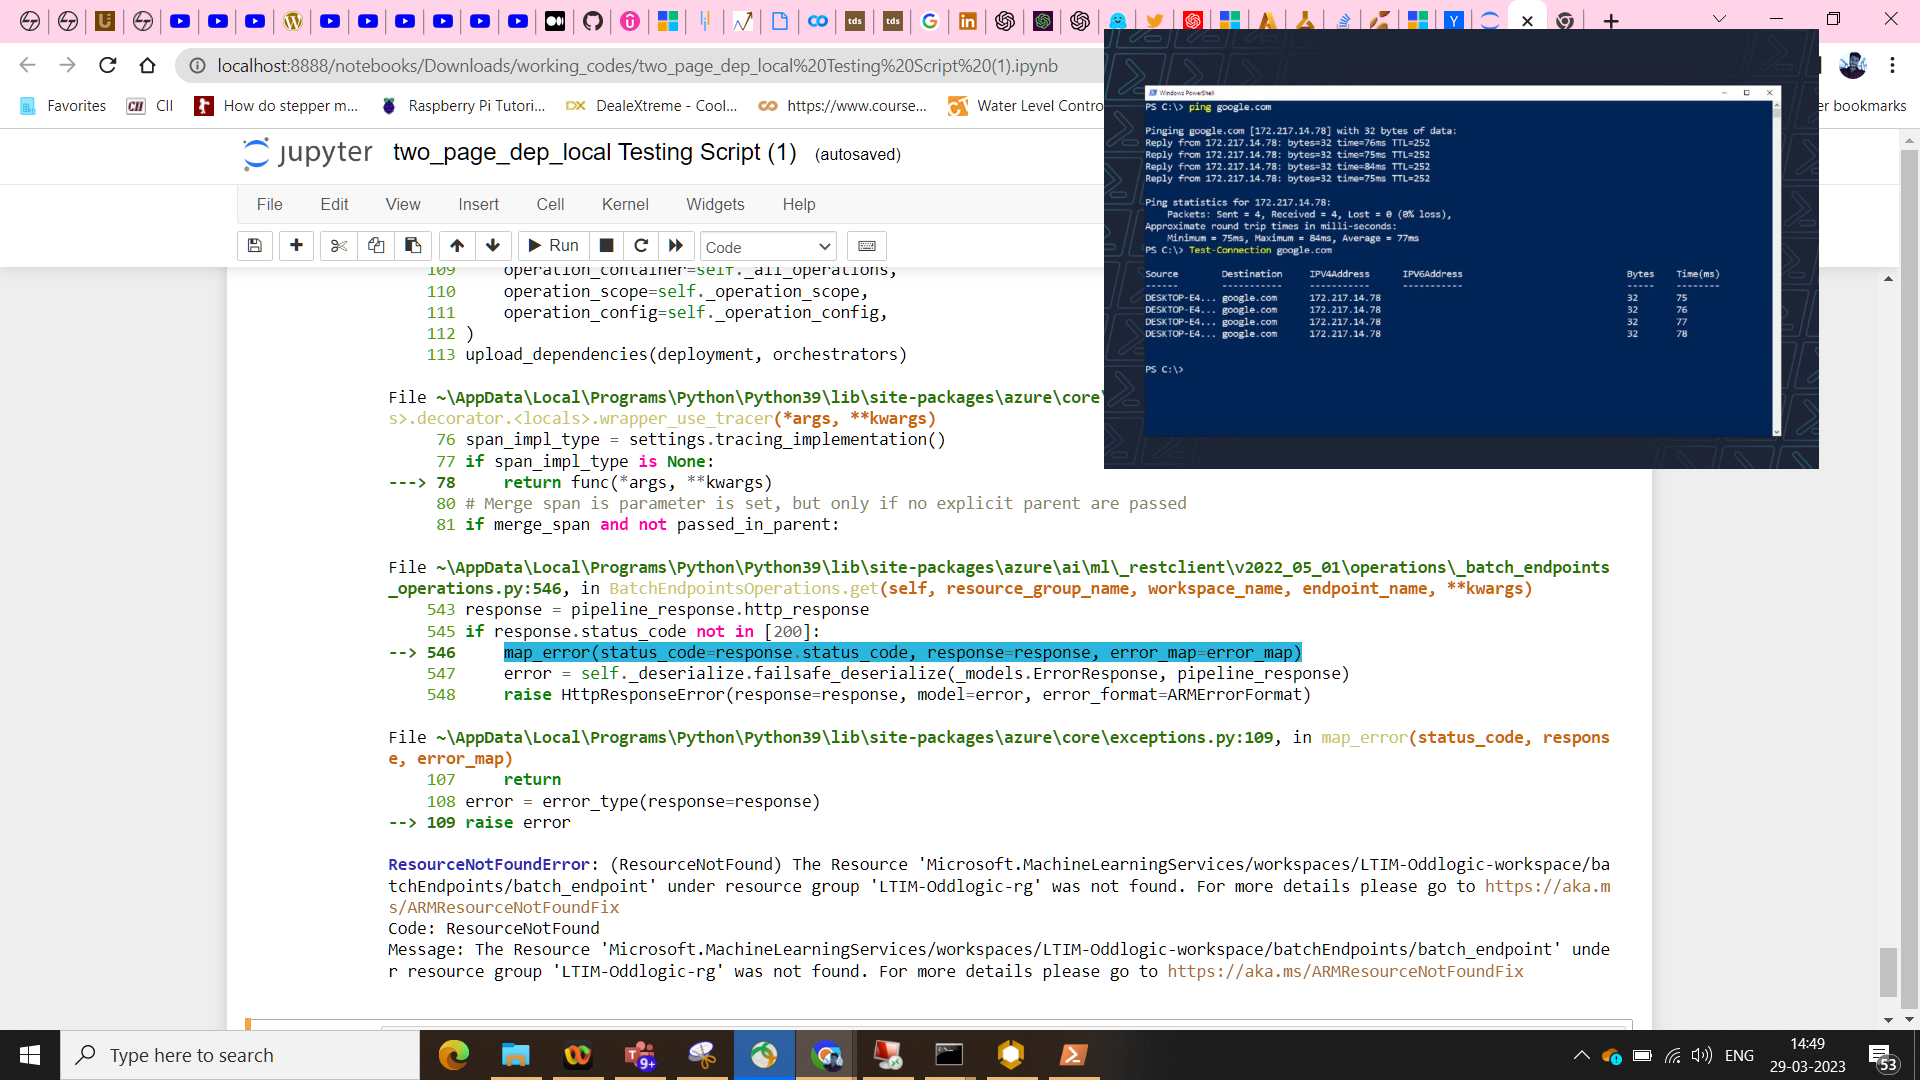 tds
tds
localhost:8888/notebooks/Downloads/working_codes/two_page_dep_local%20Testing%20Script%20(1).ipynb
Favorites
CII
How do stepper m...
Raspberry Pi Tutori...
DX
DealeXtreme - Cool...
https://www.course...
Water Level Contro
er bookmarks
jupyter two_page_dep_local Testing Script (1) (autosaved)
File Edit View Insert Cell Kernel Widgets Help
Run Code
109 operation_container=self._all_operations,
110 operation_scope=self._operation_scope,
111 operation_config=self._operation_config,
112 )
113 upload_dependencies(deployment, orchestrators)
File ~\AppData\Local\Programs\Python\Python39\lib\site-packages\azure\core\
s>.decorator.<locals>.wrapper_use_tracer(*args, **kwargs)
76 span_impl_type = settings.tracing_implementation()
77 if span_impl_type is None:
---> 78 return func(*args, **kwargs)
80 # Merge span is parameter is set, but only if no explicit parent are passed
81 if merge_span and not passed_in_parent:
File ~\AppData\Local\Programs\Python\Python39\lib\site-packages\azure\ai\ml\_restclient\v2022_05_01\operations\_batch_endpoints
_operations.py:546, in BatchEndpointsOperations.get(self, resource_group_name, workspace_name, endpoint_name, **kwargs)
543 response = pipeline_response.http_response
545 if response.status_code not in [200]:
--> 546 map_error(status_code=response.status_code, response=response, error_map=error_map)
547 error = self._deserialize.failsafe_deserialize(_models.ErrorResponse, pipeline_response)
548 raise HttpResponseError(response=response, model=error, error_format=ARMErrorFormat)
File ~\AppData\Local\Programs\Python\Python39\lib\site-packages\azure\core\exceptions.py:109, in map_error(status_code, respons
e, error_map)
107 return
108 error = error_type(response=response)
--> 109 raise error
ResourceNotFoundError: (ResourceNotFound) The Resource 'Microsoft.MachineLearningServices/workspaces/LTIM-Oddlogic-workspace/ba
tchEndpoints/batch_endpoint' under resource group 'LTIM-Oddlogic-rg' was not found. For more details please go to https://aka.m
s/ARMResourceNotFoundFix
Code: ResourceNotFound
Message: The Resource 'Microsoft.MachineLearningServices/workspaces/LTIM-Oddlogic-workspace/batchEndpoints/batch_endpoint' unde
r resource group 'LTIM-Oddlogic-rg' was not found. For more details please go to https://aka.ms/ARMResourceNotFoundFix
Windows PowerShell
PS C:\> ping google.com
Pinging google.com [172.217.14.78] with 32 bytes of data:
Reply from 172.217.14.78: bytes=32 time=76ms TTL=252
Reply from 172.217.14.78: bytes=32 time=75ms TTL=252
Reply from 172.217.14.78: bytes=32 time=84ms TTL=252
Reply from 172.217.14.78: bytes=32 time=75ms TTL=252
Ping statistics for 172.217.14.78:
Packets: Sent = 4, Received = 4, Lost = 0 (0% loss),
Approximate round trip times in milli-seconds:
Minimum = 75ms, Maximum = 84ms, Average = 77ms
PS C:\> Test-Connection google.com
Source Destination IPV4Address IPV6Address Bytes Time(ms)
------ ----------- ----------- ----------- ----- --------
DESKTOP-E4... google.com 172.217.14.78 32 75
DESKTOP-E4... google.com 172.217.14.78 32 76
DESKTOP-E4... google.com 172.217.14.78 32 77
DESKTOP-E4... google.com 172.217.14.78 32 78
PS C:\>
Type here to search
9+
ENG
14:49
29-03-2023
53